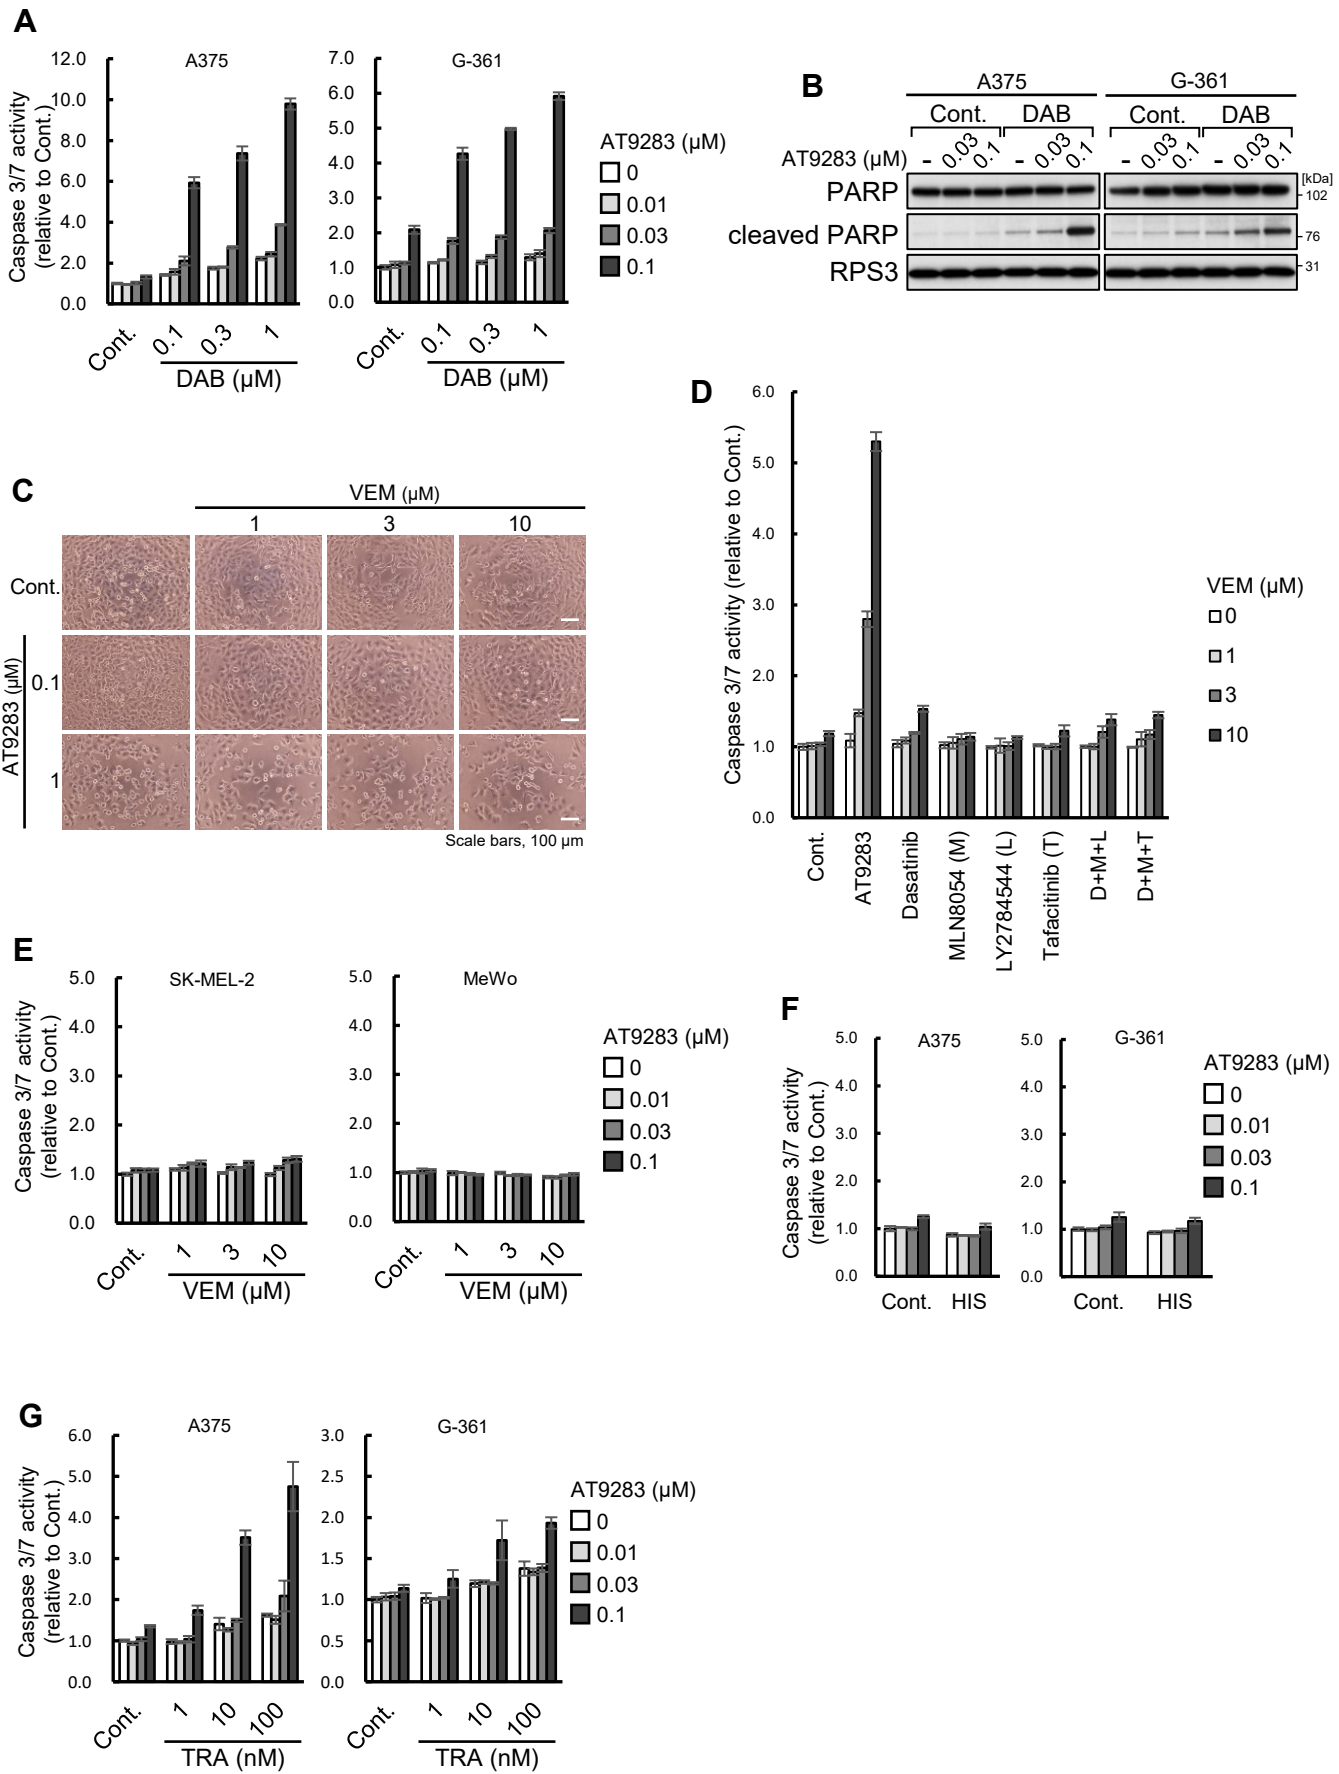 A
A375
G-361
Caspase 3/7 activity
(relative to Cont.)
12.0
10.0
8.0
6.0
4.0
2.0
0.0
7.0
6.0
5.0
4.0
3.0
2.0
1.0
0.0
Cont.
0.1
0.3
1
DAB (µM)
Cont.
0.1
0.3
1
DAB (µM)
AT9283 (µM)
0
0.01
0.03
0.1
B
A375
G-361
Cont.
DAB
Cont.
DAB
AT9283 (µM)
- 0.03 0.1 - 0.03 0.1
- 0.03 0.1 - 0.03 0.1
[kDa]
PARP
102
cleaved PARP
76
RPS3
31
C
VEM (µM)
1
3
10
Cont.
AT9283 (µM)
0.1
1
Scale bars, 100 µm
D
Caspase 3/7 activity (relative to Cont.)
6.0
5.0
4.0
3.0
2.0
1.0
0.0
Cont.
AT9283
Dasatinib
MLN8054 (M)
LY2784544 (L)
Tafacitinib (T)
D+M+L
D+M+T
VEM (µM)
0
1
3
10
E
SK-MEL-2
MeWo
Caspase 3/7 activity
(relative to Cont.)
5.0
4.0
3.0
2.0
1.0
0.0
5.0
4.0
3.0
2.0
1.0
0.0
Cont.
1
3
10
VEM (µM)
Cont.
1
3
10
VEM (µM)
AT9283 (µM)
0
0.01
0.03
0.1
F
A375
G-361
Caspase 3/7 activity
(relative to Cont.)
5.0
4.0
3.0
2.0
1.0
0.0
5.0
4.0
3.0
2.0
1.0
0.0
Cont.
HIS
Cont.
HIS
AT9283 (µM)
0
0.01
0.03
0.1
G
A375
G-361
Caspase 3/7 activity
(relative to Cont.)
6.0
5.0
4.0
3.0
2.0
1.0
0.0
3.0
2.5
2.0
1.5
1.0
0.5
0.0
Cont.
1
10
100
TRA (nM)
Cont.
1
10
100
TRA (nM)
AT9283 (µM)
0
0.01
0.03
0.1